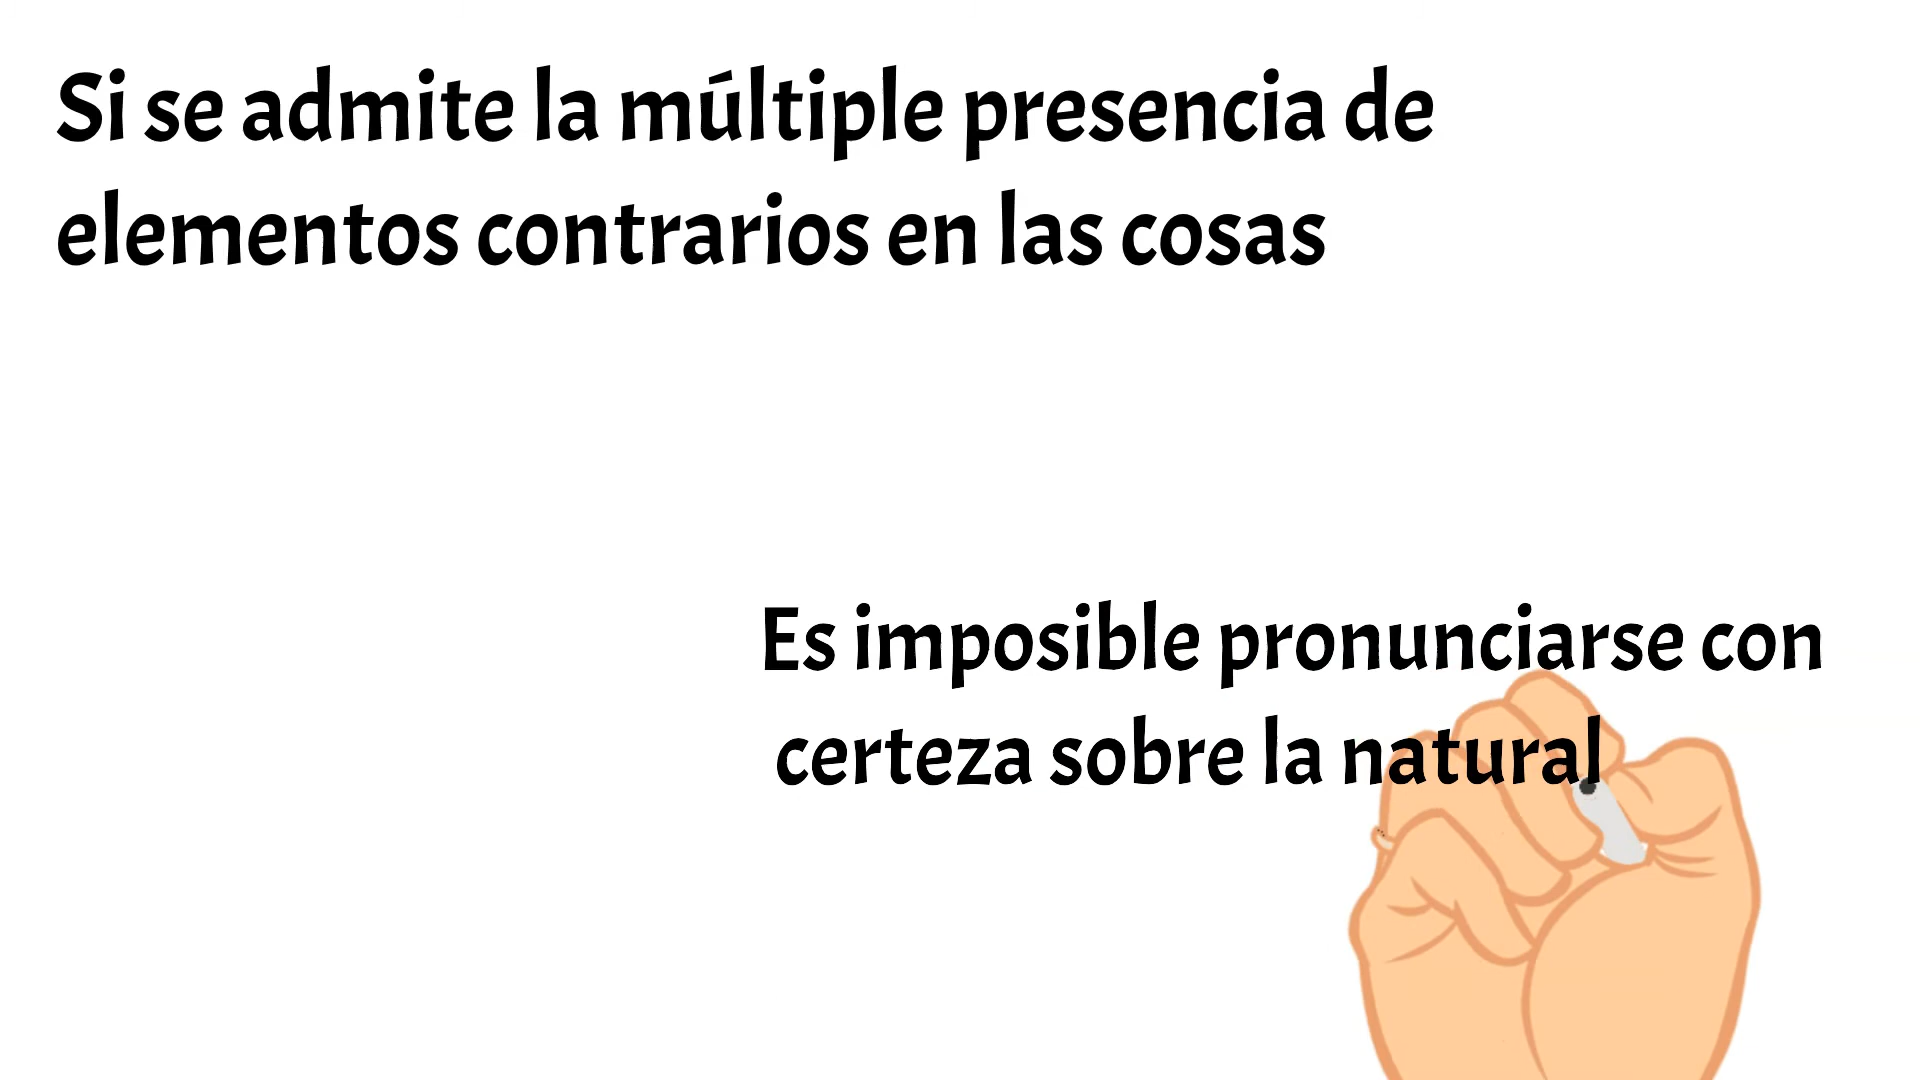 Si se admite la múltiple presencia de
elementos contrarios en las cosas
Es imposible pronunciarse con
certeza sobre la natural